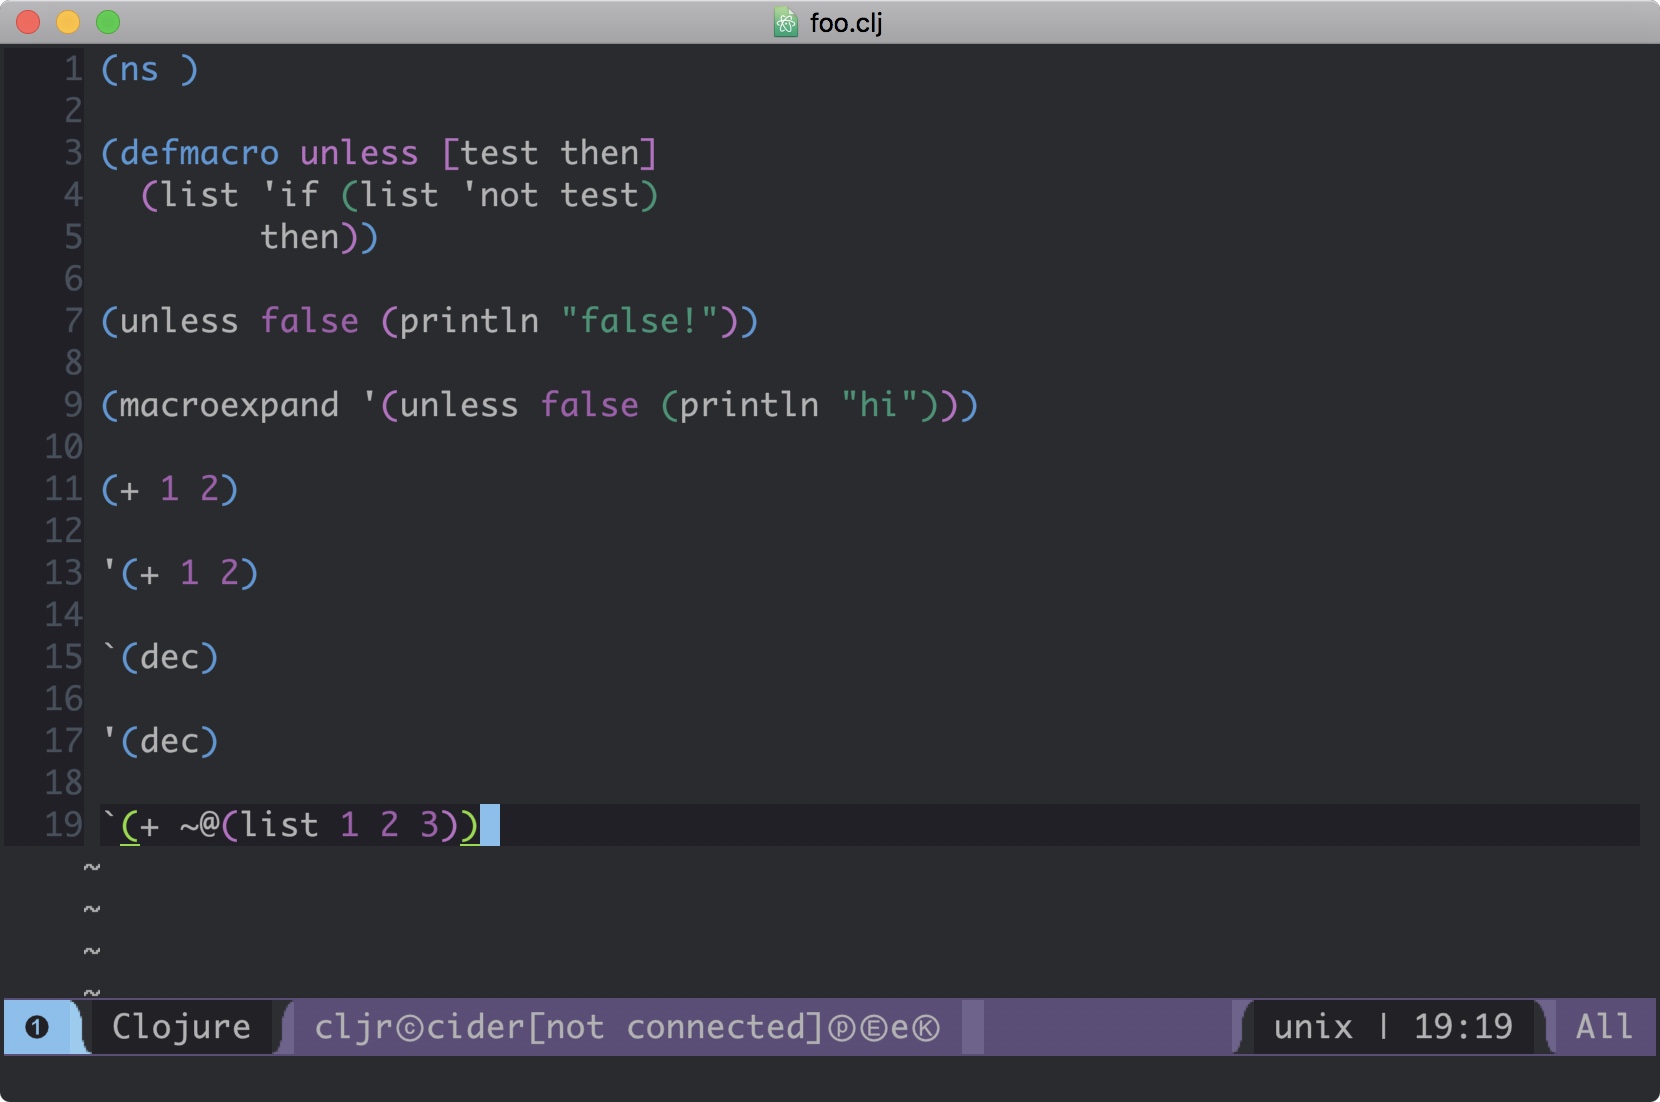 foo.clj
1 (ns )
2
3 (defmacro unless [test then]
4   (list 'if (list 'not test)
5         then))
6
7 (unless false (println "false!"))
8
9 (macroexpand '(unless false (println "hi")))
10
11 (+ 1 2)
12
13 '(+ 1 2)
14
15 `(dec)
16
17 '(dec)
18
19 `(+ ~@(list 1 2 3))
~
~
~
~
❶ Clojure cljrⓒcider[not connected]ⓟⒺeⓀ unix | 19:19 All